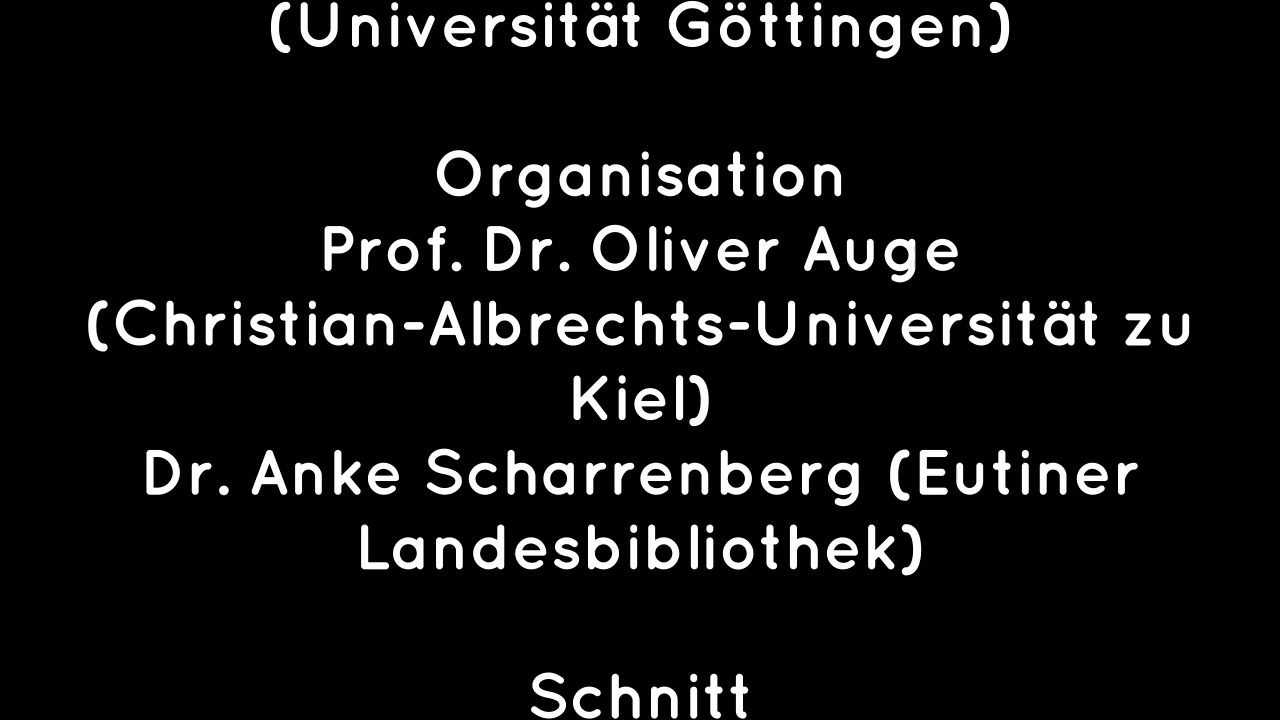 (Universität Göttingen)
Organisation
Prof. Dr. Oliver Auge
(Christian-Albrechts-Universität zu
Kiel)
Dr. Anke Scharrenberg (Eutiner
Landesbibliothek)
Schnitt